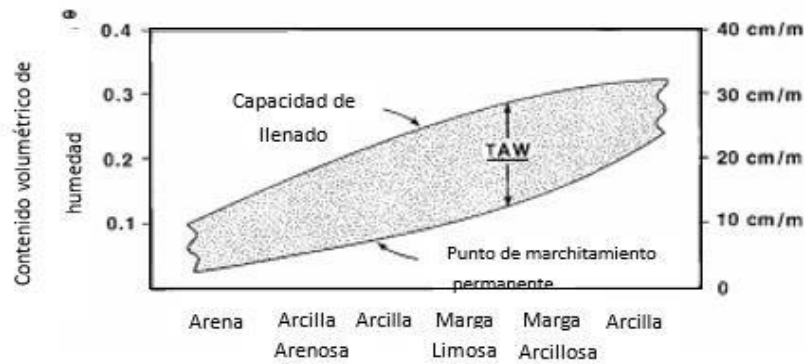 θ
Contenido volumétrico de
humedad
0.4
0.3
0.2
0.1
40 cm/m
30 cm/m
20 cm/m
10 cm/m
0
Capacidad de
llenado
TAW
Punto de marchitamiento
permanente
Arena
Arcilla
Arenosa
Arcilla
Marga
Limosa
Marga
Arcillosa
Arcilla